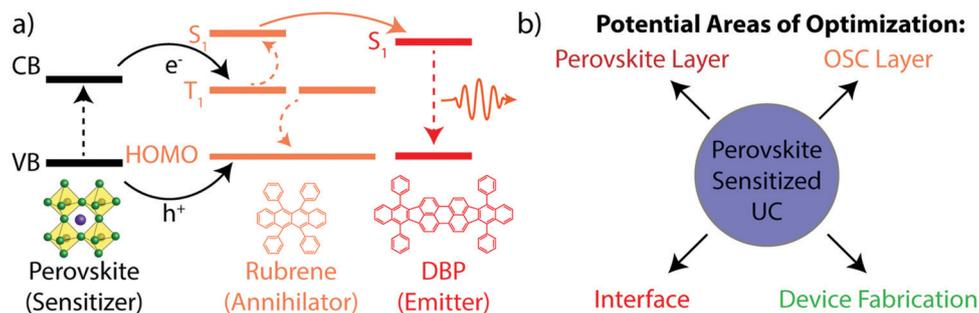 a)
S1
S1
CB
e-
T1
VB
HOMO
h+
Perovskite
(Sensitizer)
Rubrene
(Annihilator)
DBP
(Emitter)
b)
Potential Areas of Optimization:
Perovskite Layer
OSC Layer
Perovskite
Sensitized
UC
Interface
Device Fabrication